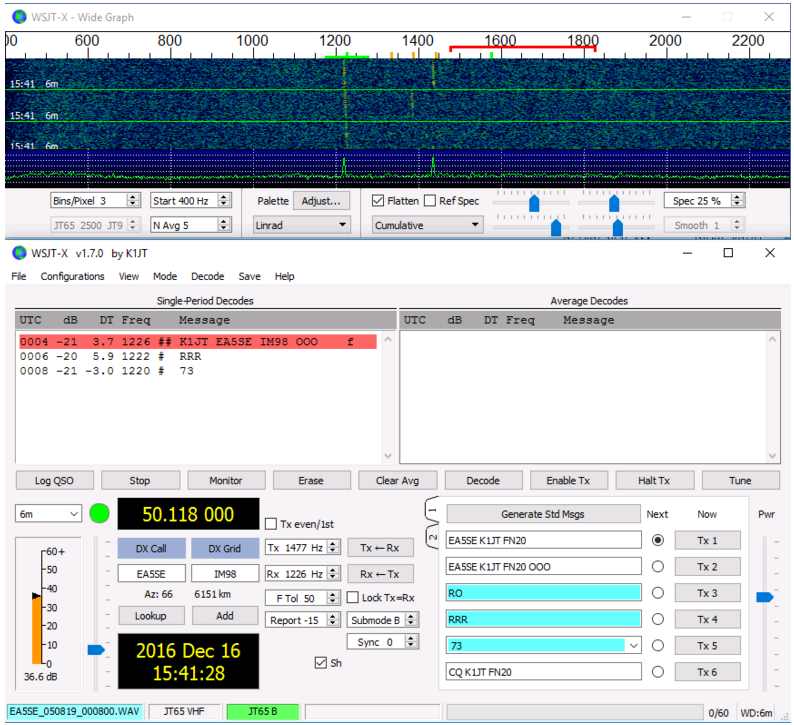 WSJT-X - Wide Graph
00 600 800 1000 1200 1400 1600 1800 2000 2200
15:41 6m
15:41 6m
15:41 6m
Bins/Pixel 3 Start 400 Hz Palette Adjust... Flatten Ref Spec Spec 25 %
JT65 2500 JT9 N Avg 5 Linrad Cumulative Smooth 1
WSJT-X v1.7.0 by K1JT
File Configurations View Mode Decode Save Help
Single-Period Decodes Average Decodes
UTC dB DT Freq Message UTC dB DT Freq Message
0004 -21 3.7 1226 ## K1JT EA5SE IM98 OOO f
0006 -20 5.9 1222 # RRR
0008 -21 -3.0 1220 # 73
Log QSO Stop Monitor Erase Clear Avg Decode Enable Tx Halt Tx Tune
6m 50.118 000 Tx even/1st 1 Generate Std Msgs Next Now Pwr
DX Call DX Grid Tx 1477 Hz Tx ← Rx 2 EA5SE K1JT FN20 Tx 1
EA5SE IM98 Rx 1226 Hz Rx ← Tx EA5SE K1JT FN20 OOO Tx 2
Az: 66 6151 km F Tol 50 Lock Tx=Rx RO Tx 3
Lookup Add Report -15 Submode B RRR Tx 4
2016 Dec 16 Sync 0 73 Tx 5
15:41:28 Sh CQ K1JT FN20 Tx 6
60+
50
40
30
20
10
0
36.6 dB
EA5SE_050819_000800.WAV JT65 VHF JT65 B 0/60 WD:6m